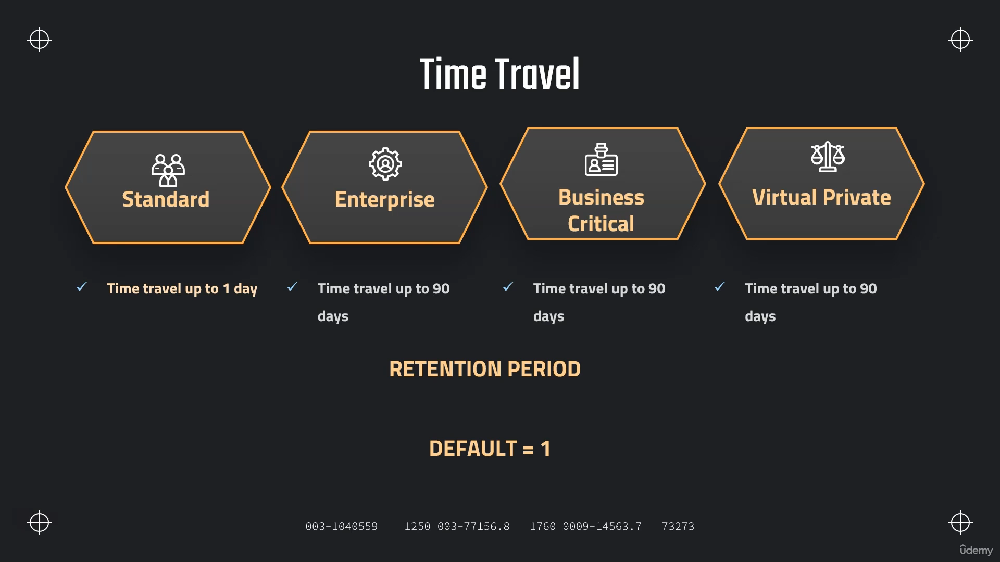 Time Travel
Standard
Enterprise
Business
Critical
Virtual Private
Time travel up to 1 day
Time travel up to 90
days
Time travel up to 90
days
Time travel up to 90
days
RETENTION PERIOD
DEFAULT = 1
003-1040559 1250 003-77156.8 1760 0009-14563.7 73273
ûdemy